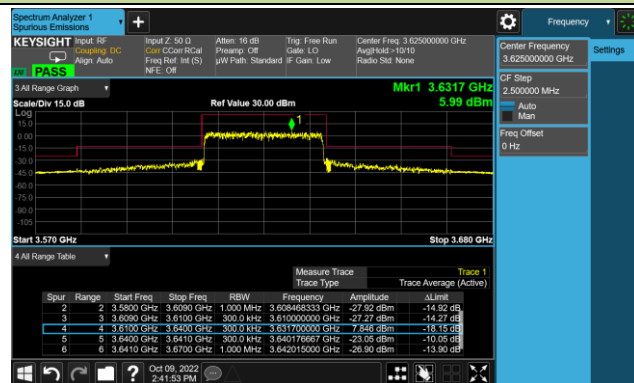 Spectrum Analyzer 1
Spurious Emissions
Frequency
KEYSIGHT
Input: RF
Coupling: DC
Align: Auto
Input Z: 50 Ω
Corr CCorr RCal
Freq Ref: Int (S)
NFE: Off
Atten: 16 dB
Preamp: Off
µW Path: Standard
Trig: Free Run
Gate: LO
IF Gain: Low
Center Freq: 3.625000000 GHz
Avg|Hold:>10/10
Radio Std: None
PASS
Center Frequency
3.625000000 GHz
Settings
CF Step
2.500000 MHz
Auto
Man
Freq Offset
0 Hz
3 All Range Graph
Mkr1 3.6317 GHz
Scale/Div 15.0 dB
Ref Value 30.00 dBm
5.99 dBm
Log
15.0
0.00
-15.0
-30.0
-45.0
-60.0
-75.0
-90.0
-105
1
Start 3.570 GHz
Stop 3.680 GHz
4 All Range Table
Measure Trace Trace 1
Trace Type Trace Average (Active)
Spur Range Start Freq Stop Freq RBW Frequency Amplitude ΔLimit
2 2 3.5800 GHz 3.6090 GHz 1.000 MHz 3.608468333 GHz -27.92 dBm -14.92 dB
3 3 3.6090 GHz 3.6100 GHz 300.0 kHz 3.610000000 GHz -27.27 dBm -14.27 dB
4 4 3.6100 GHz 3.6400 GHz 300.0 kHz 3.631700000 GHz 7.846 dBm -18.15 dB
5 5 3.6400 GHz 3.6410 GHz 300.0 kHz 3.640176667 GHz -23.05 dBm -10.05 dB
6 6 3.6410 GHz 3.6700 GHz 1.000 MHz 3.642015000 GHz -26.90 dBm -13.90 dB
Oct 09, 2022
2:41:53 PM